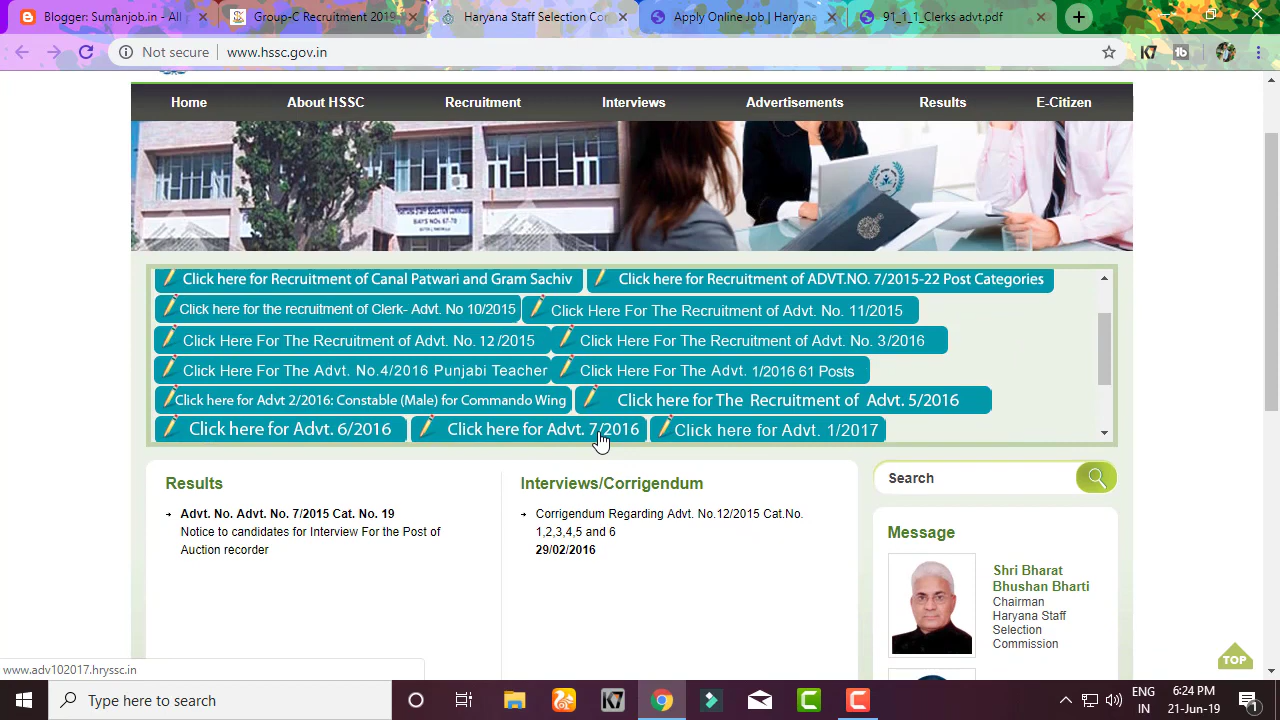 Blogger: Sumanjob.in - All p
Group-C Recruitment 2019
Haryana Staff Selection Com
Apply Online Job | Haryana
91_1_1_Clerks advt.pdf
Not secure
www.hssc.gov.in
Home
About HSSC
Recruitment
Interviews
Advertisements
Results
E-Citizen
BAYS NOs 67-70
Click here for Recruitment of Canal Patwari and Gram Sachiv
Click here for Recruitment of ADVT.NO. 7/2015-22 Post Categories
Click here for the recruitment of Clerk- Advt. No 10/2015
Click Here For The Recruitment of Advt. No. 11/2015
Click Here For The Recruitment of Advt. No. 12/2015
Click Here For The Recruitment of Advt. No. 3/2016
Click Here For The Advt. No.4/2016 Punjabi Teacher
Click Here For The Advt. 1/2016 61 Posts
Click here for Advt 2/2016: Constable (Male) for Commando Wing
Click here for The Recruitment of Advt. 5/2016
Click here for Advt. 6/2016
Click here for Advt. 7/2016
Click here for Advt. 1/2017
Results
Advt. No. Advt. No. 7/2015 Cat. No. 19
Notice to candidates for Interview For the Post of
Auction recorder
Interviews/Corrigendum
Corrigendum Regarding Advt. No.12/2015 Cat.No.
1,2,3,4,5 and 6
29/02/2016
Search
Message
Shri Bharat
Bhushan Bharti
Chairman
Haryana Staff
Selection
Commission
TOP
www.adv102017.hryssc.in
Type here to search
ENG
IN
6:24 PM
21-Jun-19